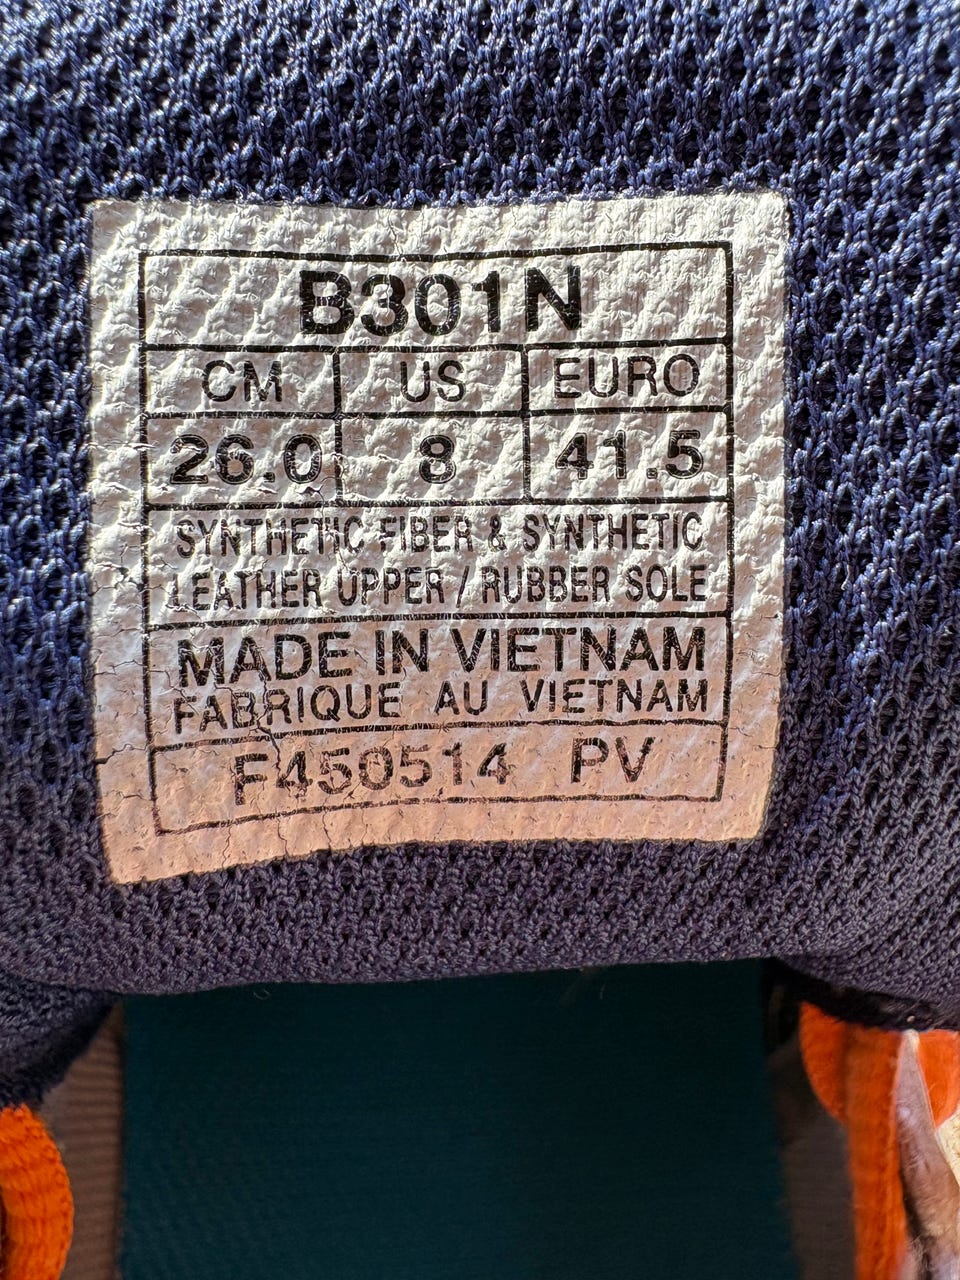 B301N
CM US EURO
26.0 8 41.5
SYNTHETIC FIBER & SYNTHETIC
LEATHER UPPER / RUBBER SOLE
MADE IN VIETNAM
FABRIQUE AU VIETNAM
F450514 PV